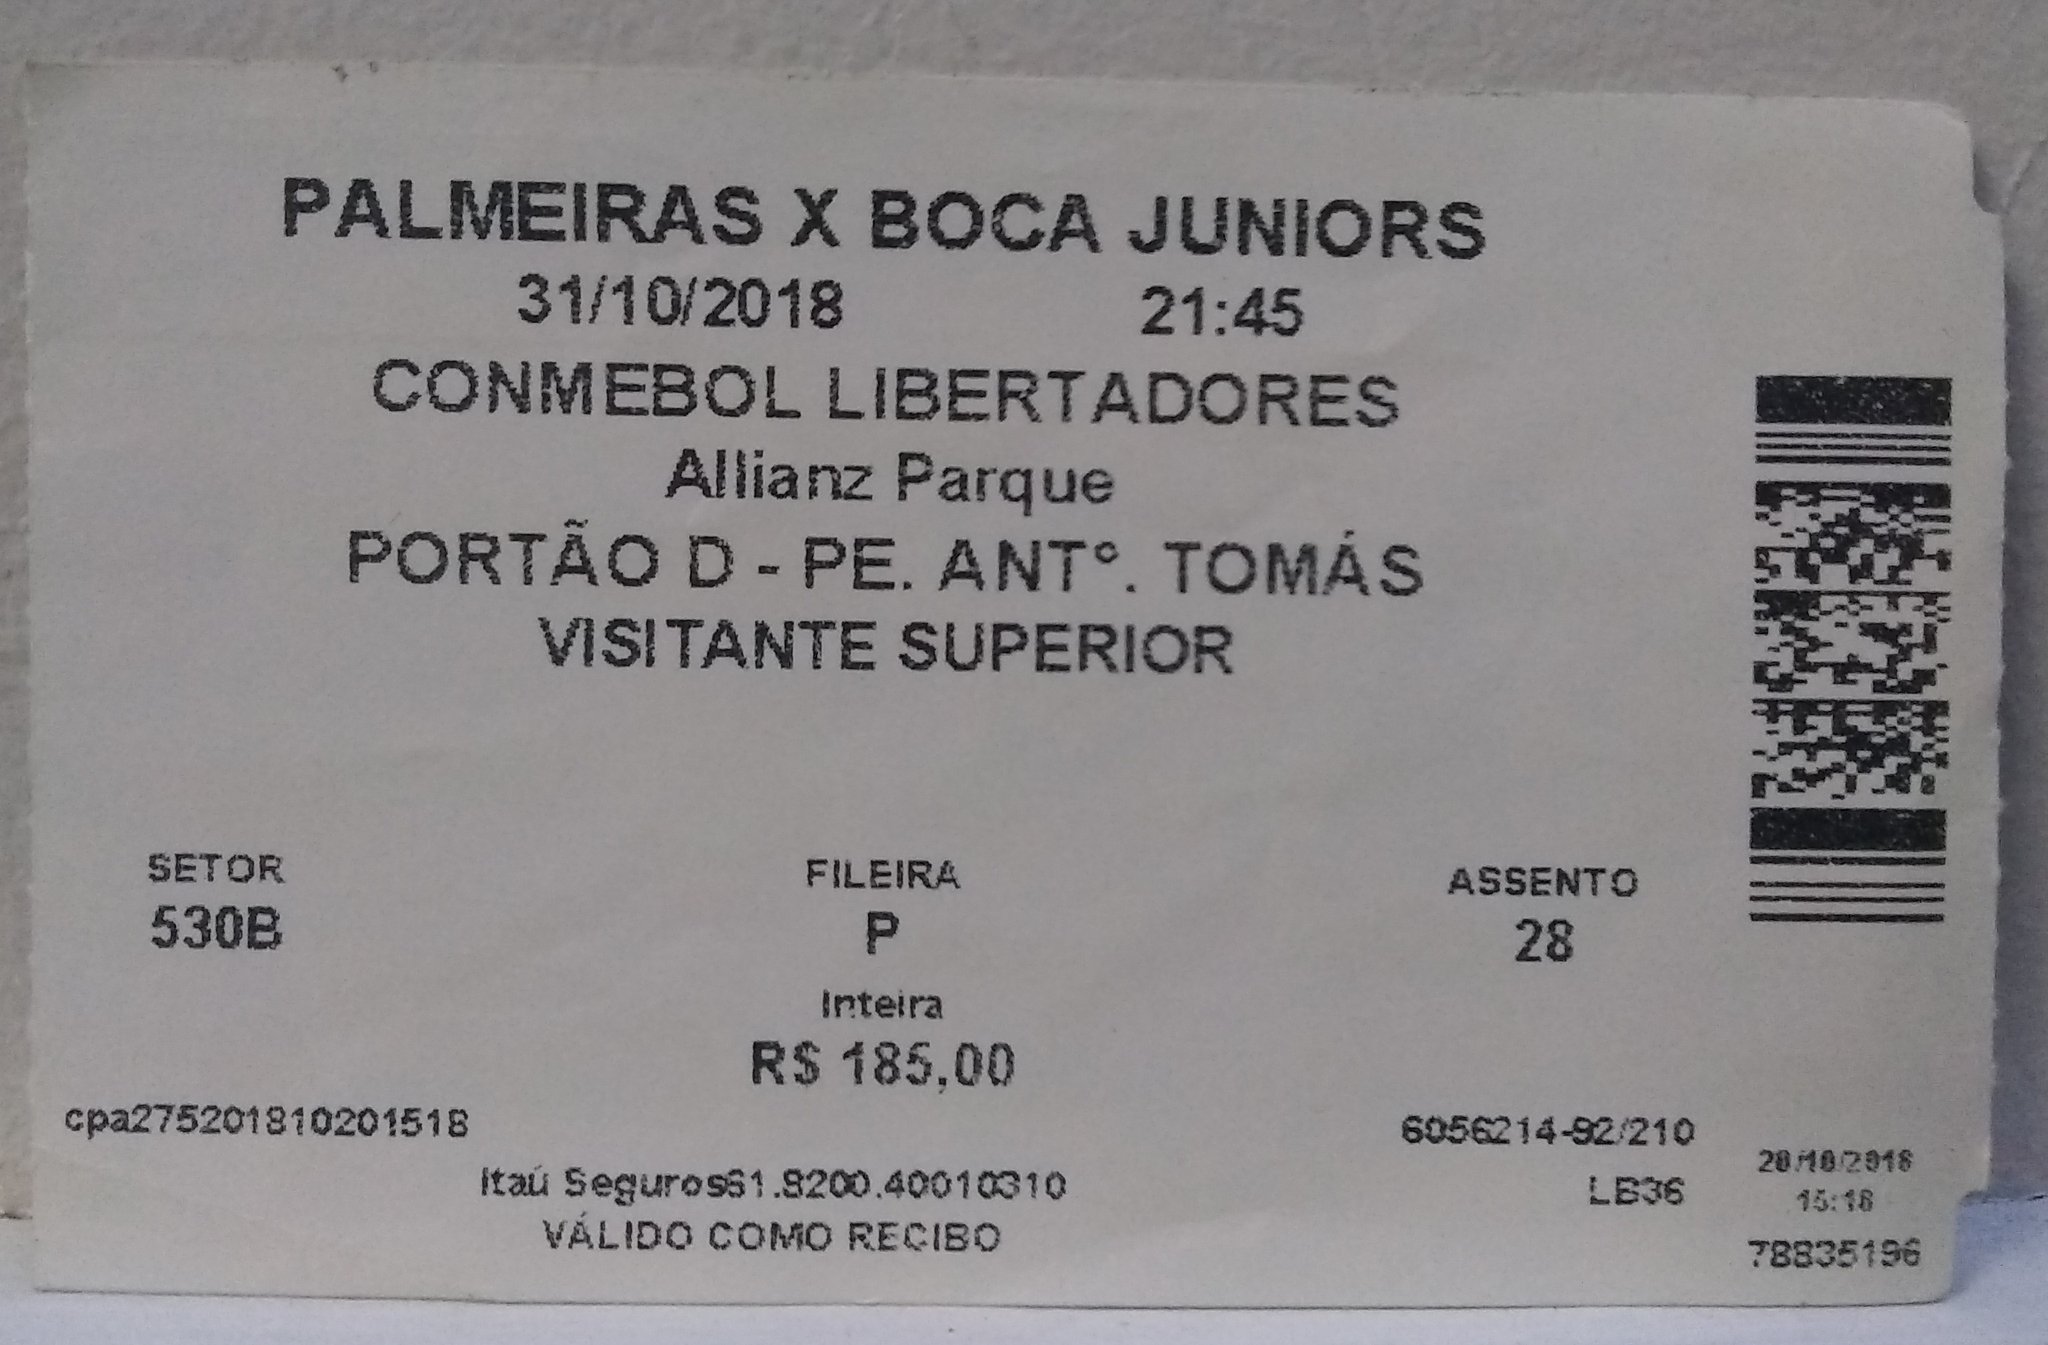 PALMEIRAS X BOCA JUNIORS
31/10/2018 21:45
CONMEBOL LIBERTADORES
Allianz Parque
PORTÃO D - PE. ANT°. TOMÁS
VISITANTE SUPERIOR
SETOR FILEIRA ASSENTO
530B P 28
Inteira
R$ 185,00
cpa275201810201518 6056214-92/210
Itaú Seguros61.9200.40010310 LB36 20/10/2018
15:18
VÁLIDO COMO RECIBO 78835196